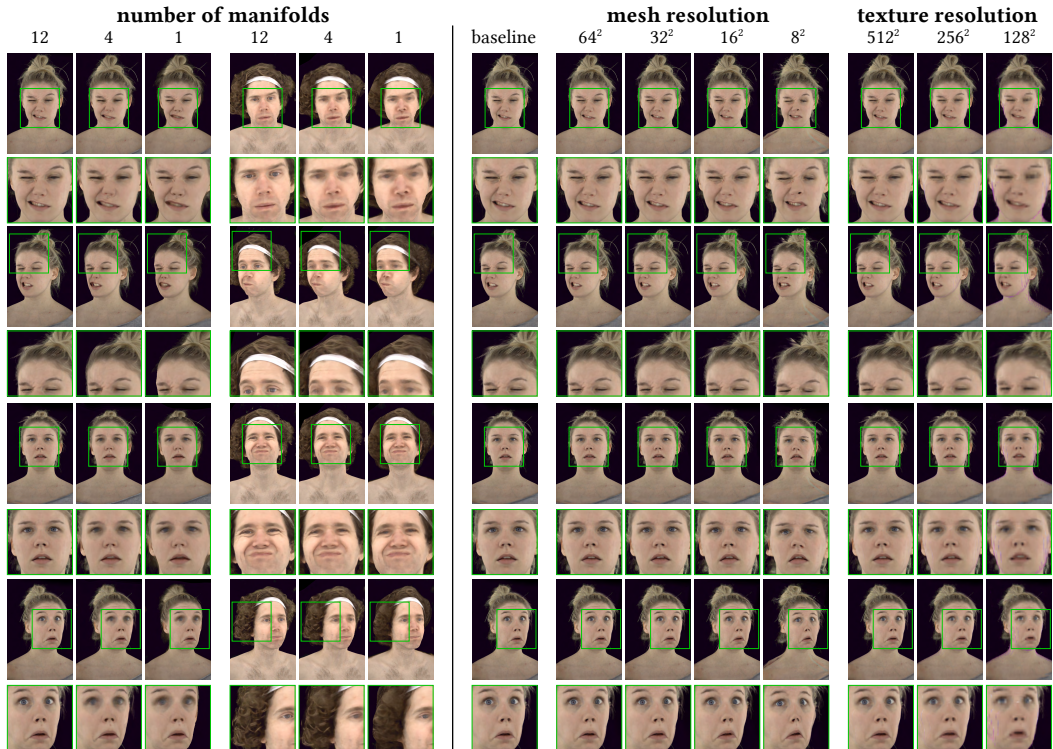 number of manifolds mesh resolution texture resolution
12 4 1 12 4 1 baseline 64² 32² 16² 8² 512² 256² 128²